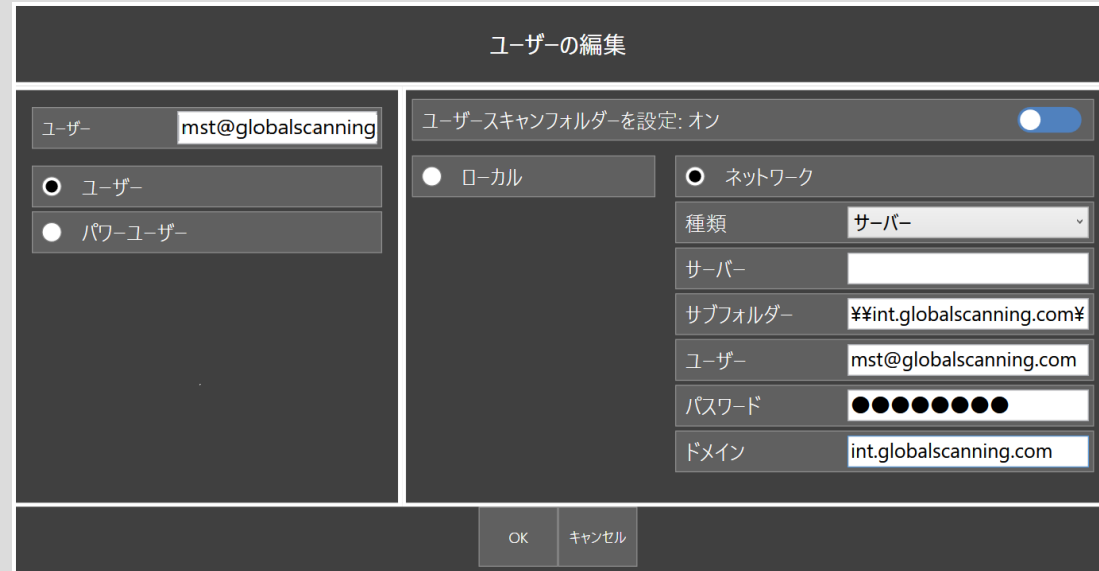 ユーザーの編集
ユーザー mst@globalscanning
ユーザー
パワーユーザー
ユーザースキャンフォルダーを設定: オン
ローカル
ネットワーク
種類 サーバー
サーバー
サブフォルダー ¥¥int.globalscanning.com¥
ユーザー mst@globalscanning.com
パスワード ●●●●●●●●
ドメイン int.globalscanning.com
OK キャンセル